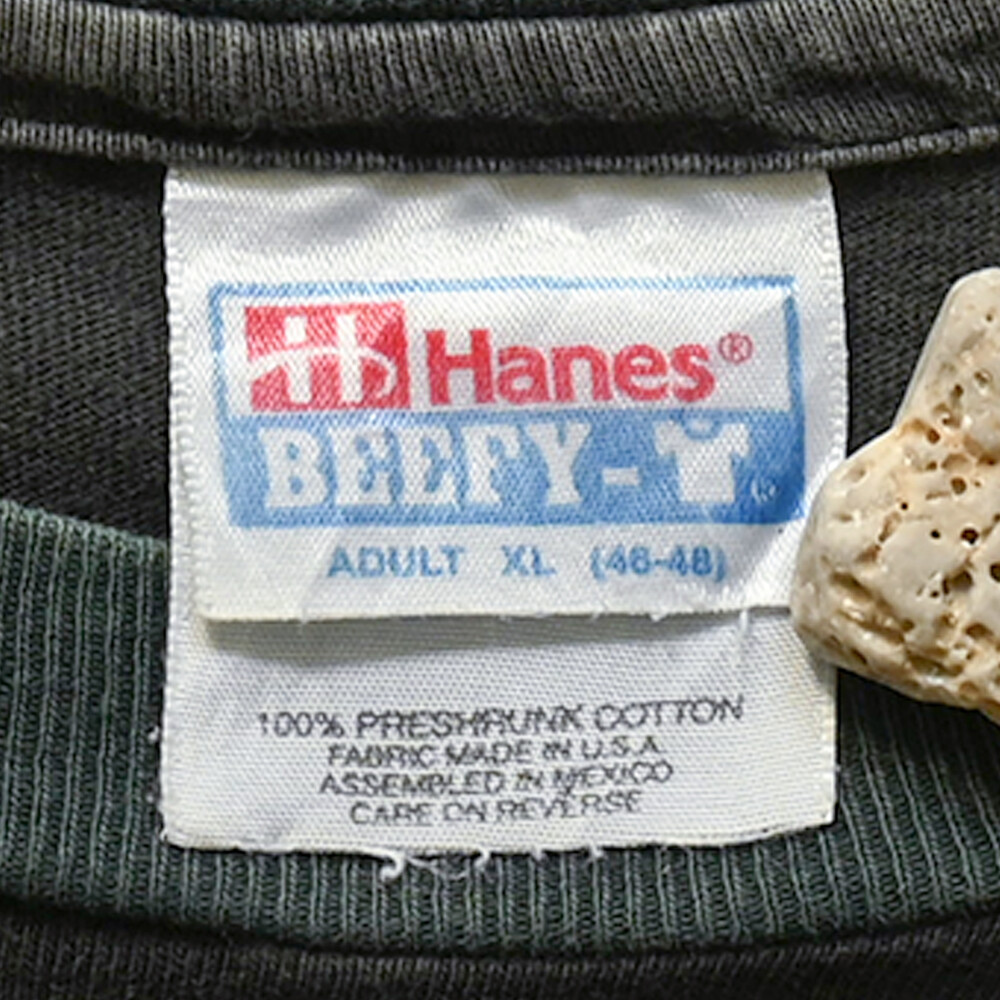 Hanes®
BEEFY-T®
ADULT XL (46-48)
100% PRESHRUNK COTTON
FABRIC MADE IN U.S.A.
ASSEMBLED IN MEXICO
CARE ON REVERSE